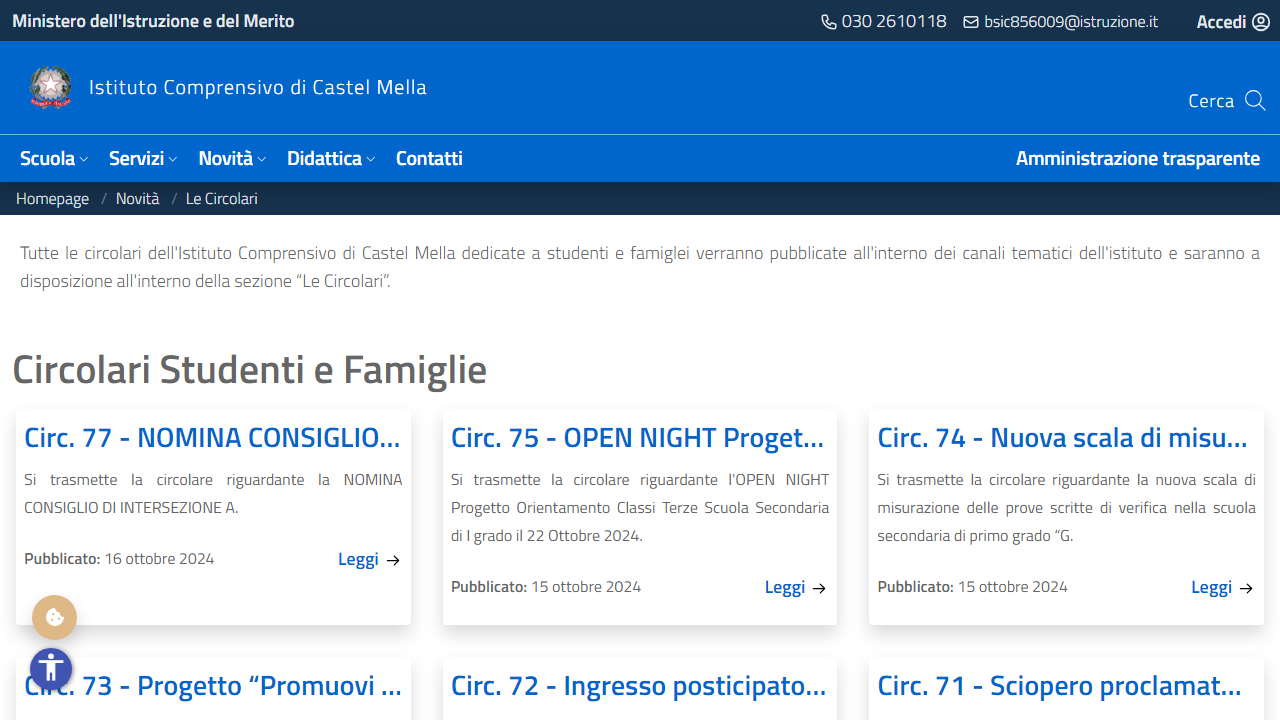 Ministero dell'Istruzione e del Merito
030 2610118
bsic856009@istruzione.it
Accedi
Istituto Comprensivo di Castel Mella
Cerca
Scuola
Servizi
Novità
Didattica
Contatti
Amministrazione trasparente
Homepage / Novità / Le Circolari
Tutte le circolari dell'Istituto Comprensivo di Castel Mella dedicate a studenti e famiglei verranno pubblicate all'interno dei canali tematici dell'istituto e saranno a
disposizione all'interno della sezione “Le Circolari”.
Circolari Studenti e Famiglie
Circ. 77 - NOMINA CONSIGLIO...
Si trasmette la circolare riguardante la NOMINA
CONSIGLIO DI INTERSEZIONE A.
Pubblicato: 16 ottobre 2024
Leggi
Circ. 75 - OPEN NIGHT Proget...
Si trasmette la circolare riguardante l'OPEN NIGHT
Progetto Orientamento Classi Terze Scuola Secondaria
di I grado il 22 Ottobre 2024.
Pubblicato: 15 ottobre 2024
Leggi
Circ. 74 - Nuova scala di misu...
Si trasmette la circolare riguardante la nuova scala di
misurazione delle prove scritte di verifica nella scuola
secondaria di primo grado “G.
Pubblicato: 15 ottobre 2024
Leggi
Circ. 73 - Progetto “Promuovi ...
Circ. 72 - Ingresso posticipato...
Circ. 71 - Sciopero proclamat...